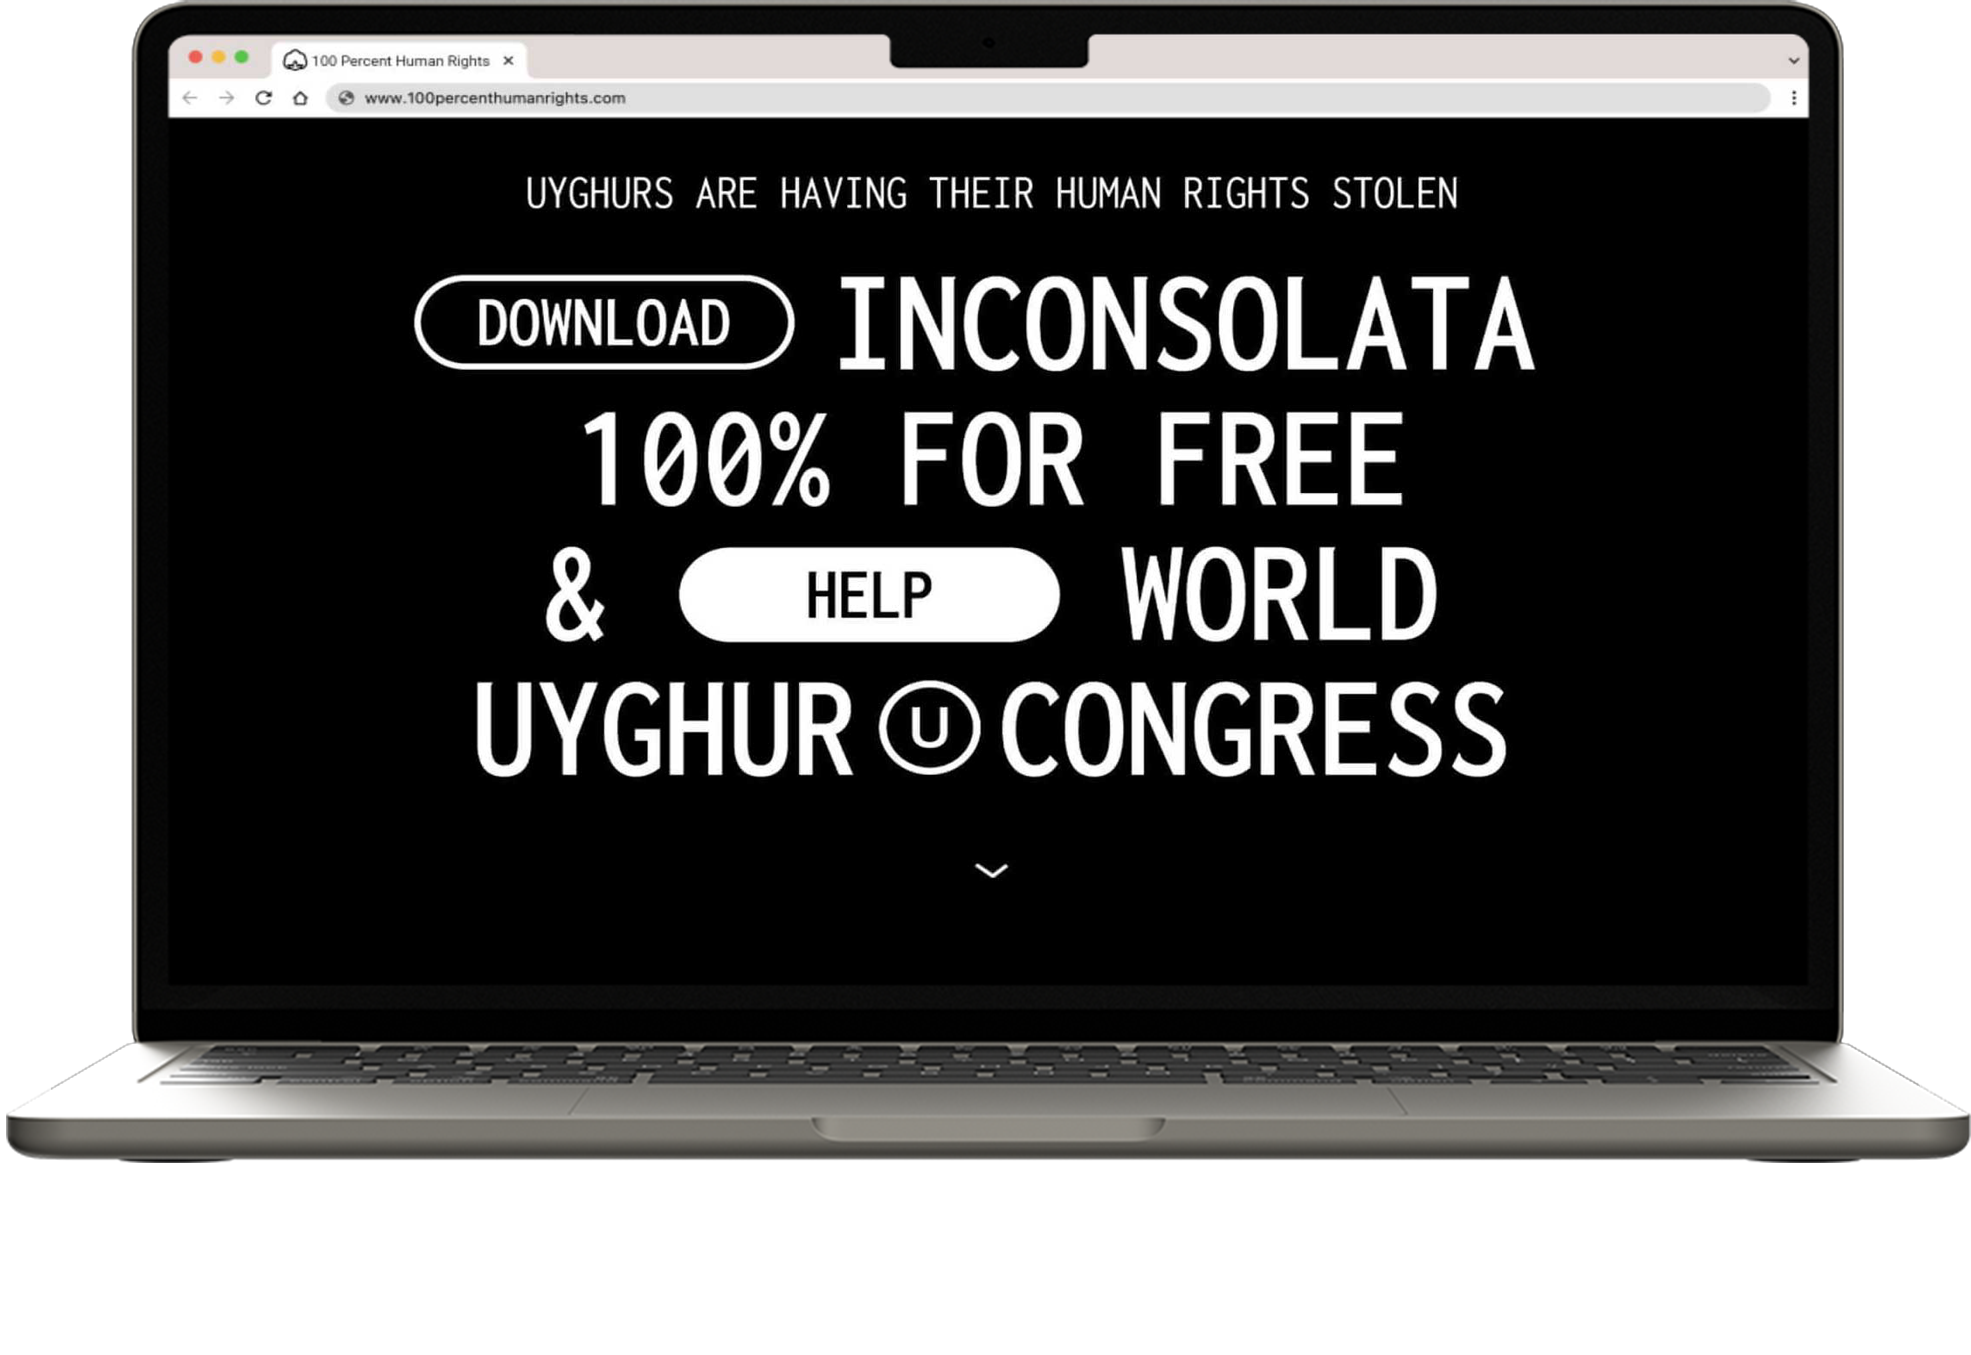 100 Percent Human Rights
www.100percenthumanrights.com
UYGHURS ARE HAVING THEIR HUMAN RIGHTS STOLEN
DOWNLOAD INCONSOLATA
100% FOR FREE
& HELP WORLD
UYGHUR U CONGRESS